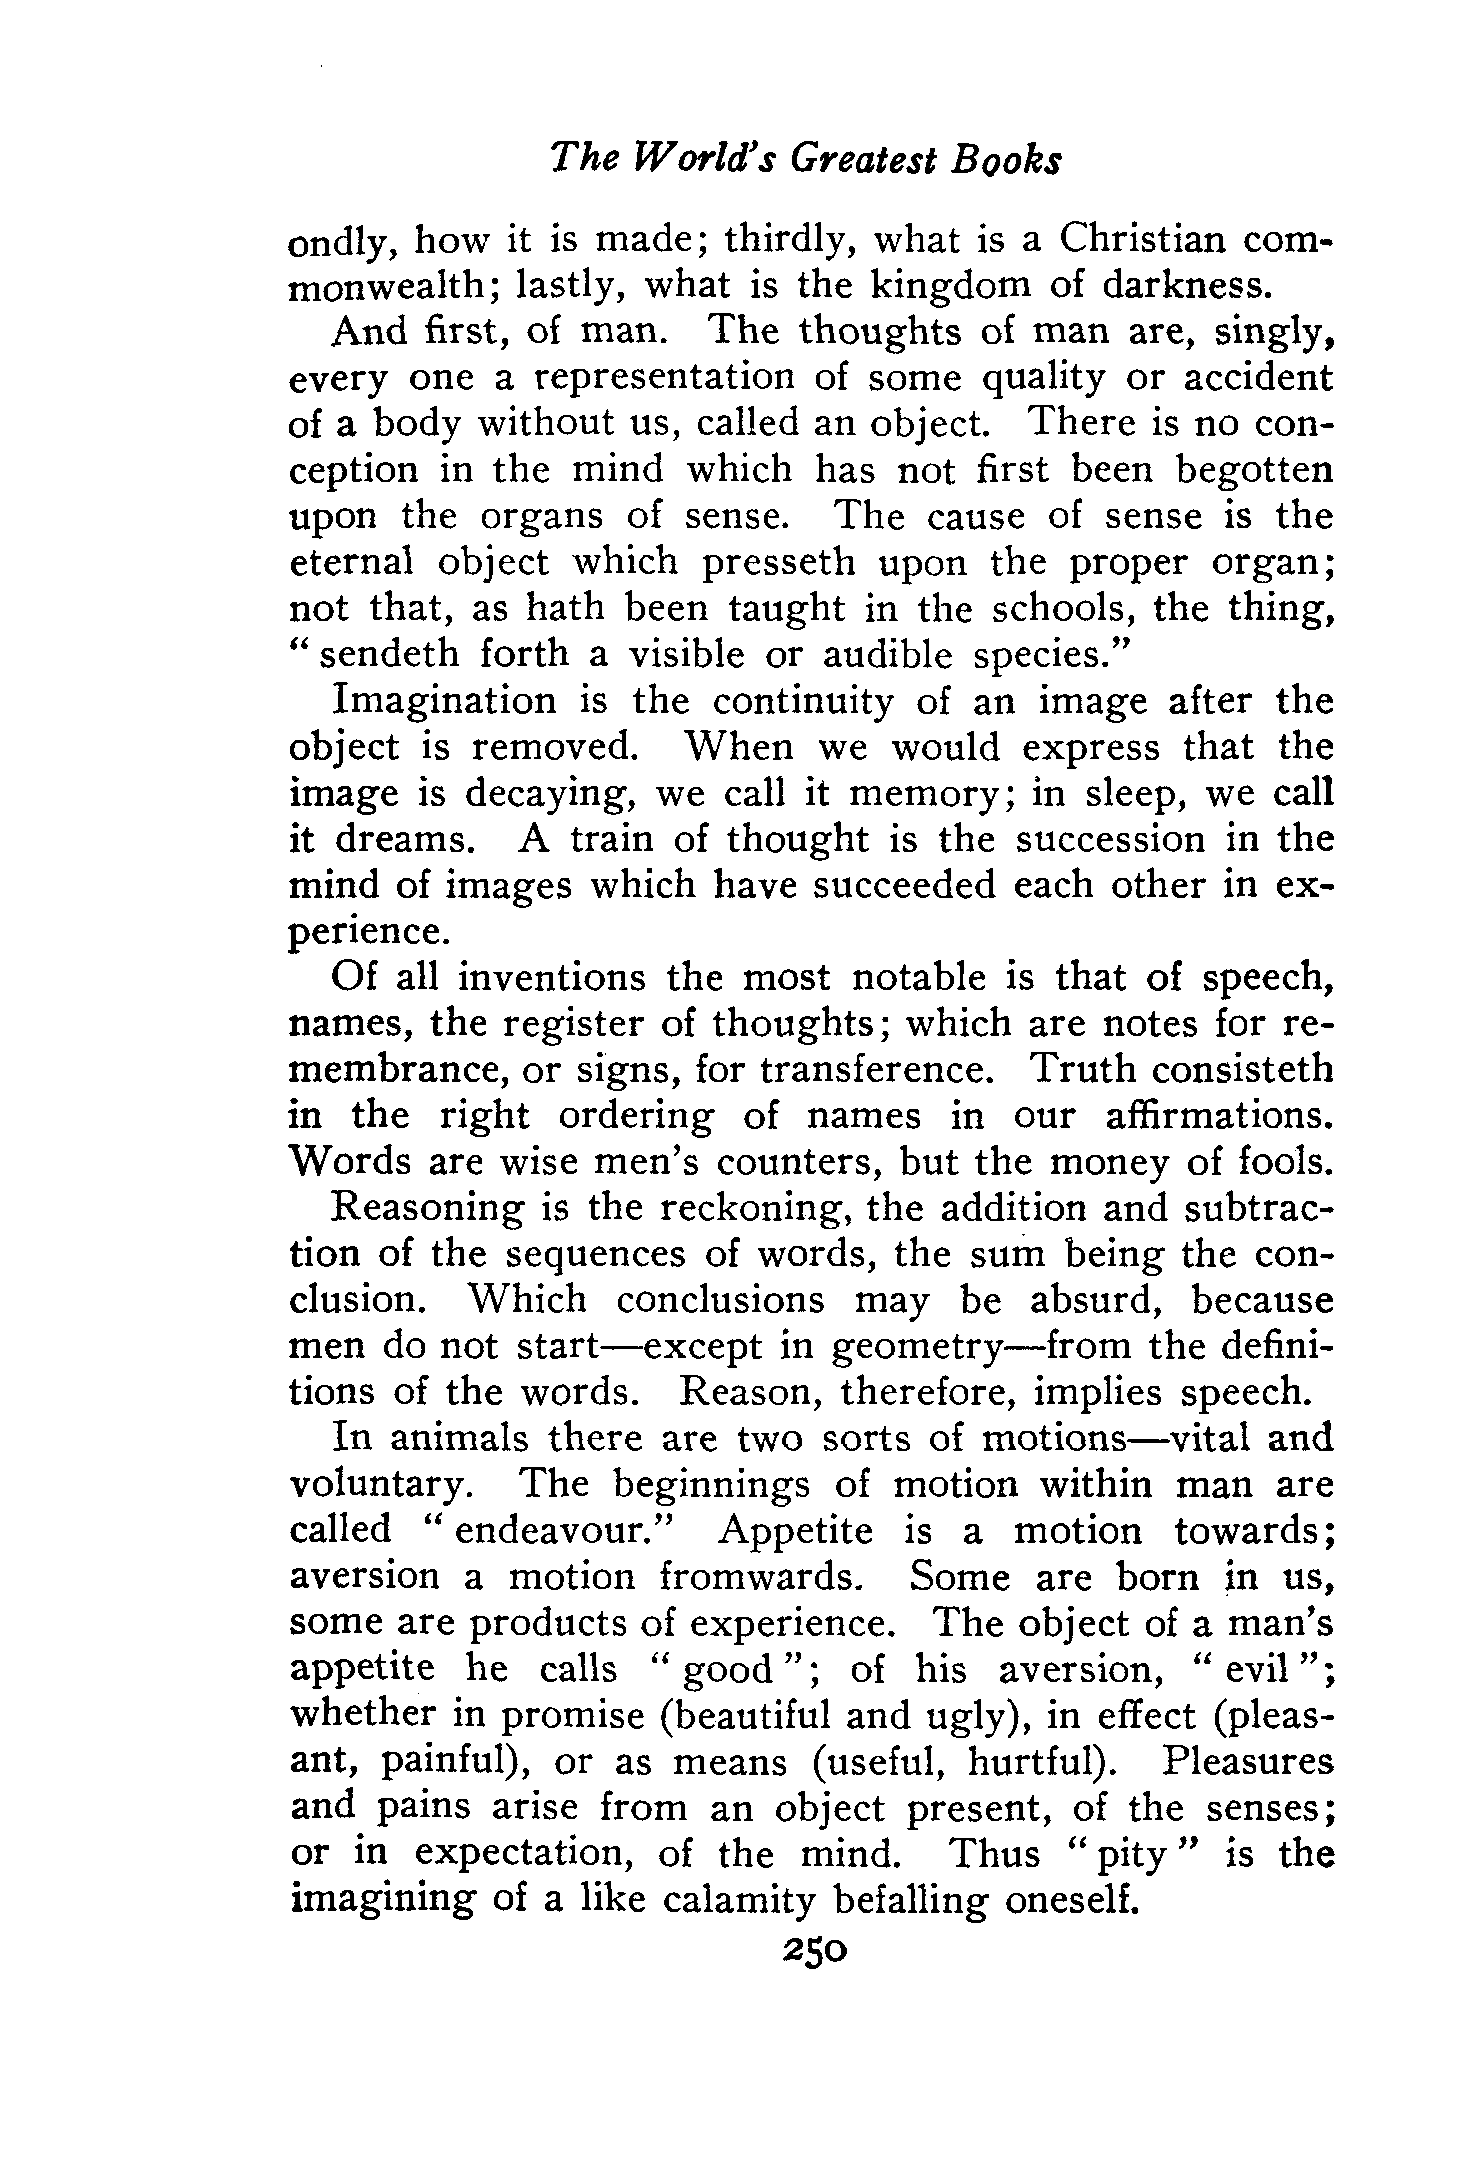 The World's Greatest Books
ondly, how it is made; thirdly, what is a Christian com-
monwealth; lastly, what is the kingdom of darkness.
And first, of man. The thoughts of man are, singly,
every one a representation of some quality or accident
of a body without us, called an object. There is no con-
ception in the mind which has not first been begotten
upon the organs of sense. The cause of sense is the
eternal object which presseth upon the proper organ;
not that, as hath been taught in the schools, the thing,
" sendeth forth a visible or audible species."
Imagination is the continuity of an image after the
object is removed. When we would express that the
image is decaying, we call it memory; in sleep, we call
it dreams. A train of thought is the succession in the
mind of images which have succeeded each other in ex-
perience.
Of all inventions the most notable is that of speech,
names, the register of thoughts; which are notes for re-
membrance, or signs, for transference. Truth consisteth
in the right ordering of names in our affirmations.
Words are wise men's counters, but the money of fools.
Reasoning is the reckoning, the addition and subtrac-
tion of the sequences of words, the sum being the con-
clusion. Which conclusions may be absurd, because
men do not start—except in geometry—from the defini-
tions of the words. Reason, therefore, implies speech.
In animals there are two sorts of motions—vital and
voluntary. The beginnings of motion within man are
called " endeavour." Appetite is a motion towards;
aversion a motion fromwards. Some are born in us,
some are products of experience. The object of a man's
appetite he calls " good "; of his aversion, " evil ";
whether in promise (beautiful and ugly), in effect (pleas-
ant, painful), or as means (useful, hurtful). Pleasures
and pains arise from an object present, of the senses;
or in expectation, of the mind. Thus " pity " is the
imagining of a like calamity befalling oneself.
250